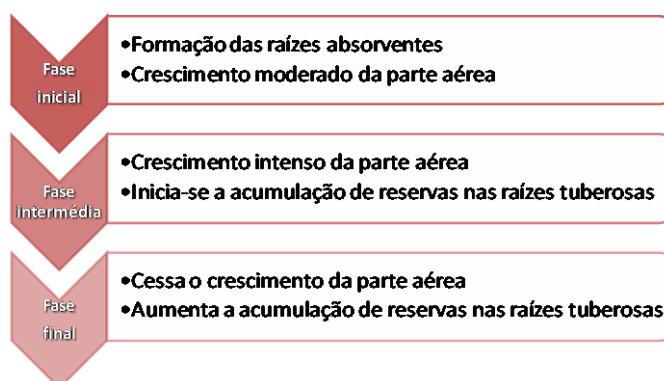 Fase
inicial
•Formação das raízes absorventes
•Crescimento moderado da parte aérea
Fase
intermédia
•Crescimento intenso da parte aérea
•Inicia-se a acumulação de reservas nas raízes tuberosas
Fase
final
•Cessa o crescimento da parte aérea
•Aumenta a acumulação de reservas nas raízes tuberosas